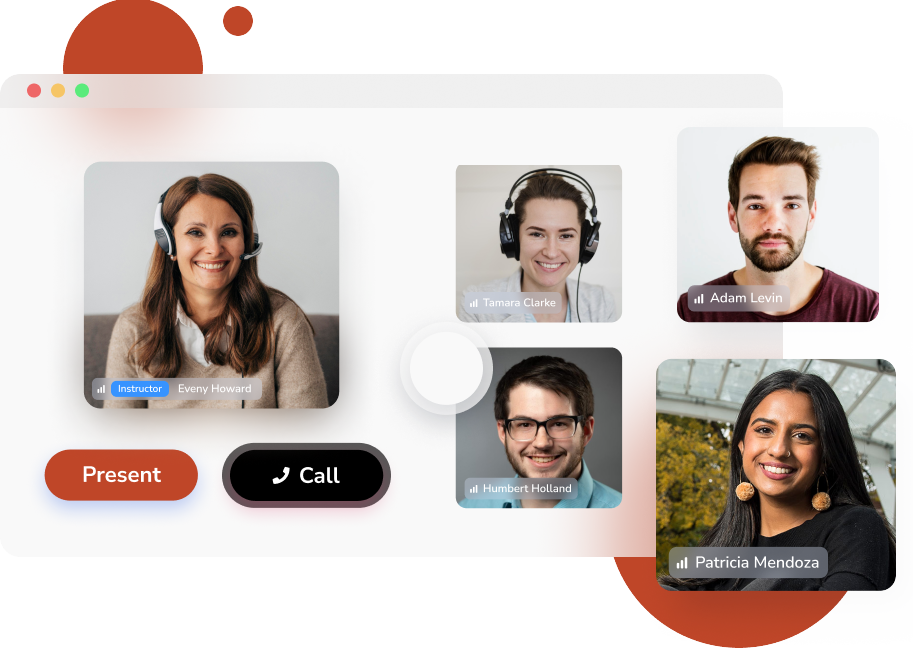 Instructor Eveny Howard
Tamara Clarke
Adam Levin
Humbert Holland
Patricia Mendoza
Present
Call